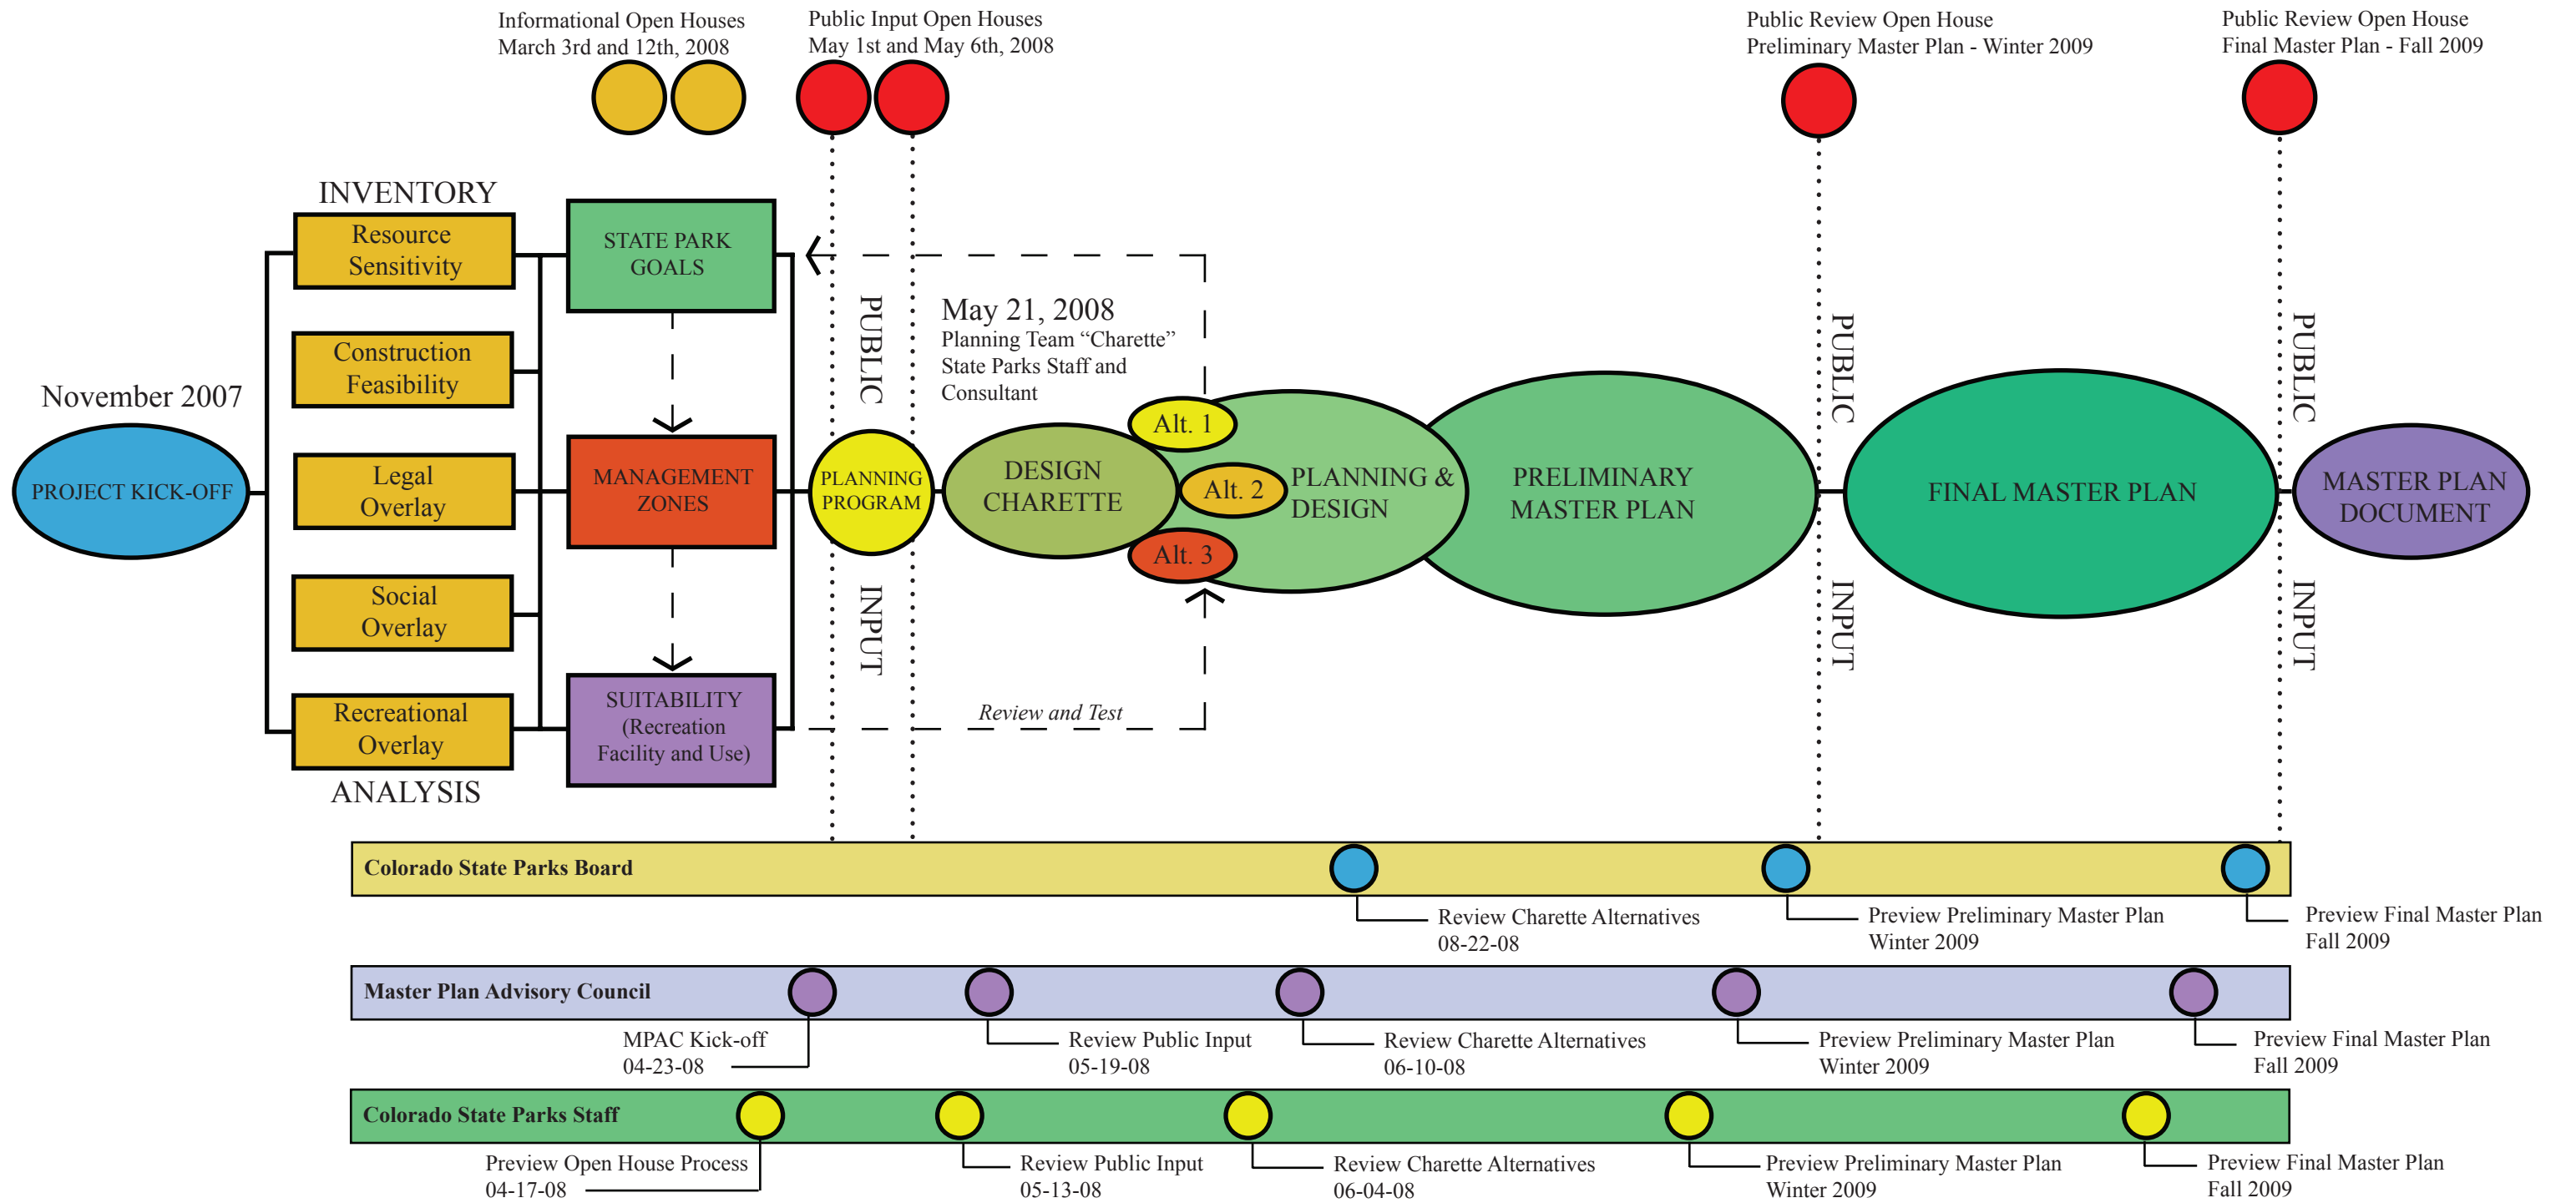 Informational Open Houses
March 3rd and 12th, 2008
Public Input Open Houses
May 1st and May 6th, 2008
Public Review Open House
Preliminary Master Plan - Winter 2009
Public Review Open House
Final Master Plan - Fall 2009
INVENTORY
Resource
Sensitivity
Construction
Feasibility
Legal
Overlay
Social
Overlay
Recreational
Overlay
ANALYSIS
November 2007
PROJECT KICK-OFF
STATE PARK
GOALS
MANAGEMENT
ZONES
SUITABILITY
(Recreation
Facility and Use)
PUBLIC
INPUT
PLANNING
PROGRAM
May 21, 2008
Planning Team “Charette”
State Parks Staff and
Consultant
DESIGN
CHARETTE
Alt. 1
Alt. 2
Alt. 3
Review and Test
PLANNING &
DESIGN
PRELIMINARY
MASTER PLAN
PUBLIC
INPUT
FINAL MASTER PLAN
PUBLIC
INPUT
MASTER PLAN
DOCUMENT
Colorado State Parks Board
Review Charette Alternatives
08-22-08
Preview Preliminary Master Plan
Winter 2009
Preview Final Master Plan
Fall 2009
Master Plan Advisory Council
MPAC Kick-off
04-23-08
Review Public Input
05-19-08
Review Charette Alternatives
06-10-08
Preview Preliminary Master Plan
Winter 2009
Preview Final Master Plan
Fall 2009
Colorado State Parks Staff
Preview Open House Process
04-17-08
Review Public Input
05-13-08
Review Charette Alternatives
06-04-08
Preview Preliminary Master Plan
Winter 2009
Preview Final Master Plan
Fall 2009